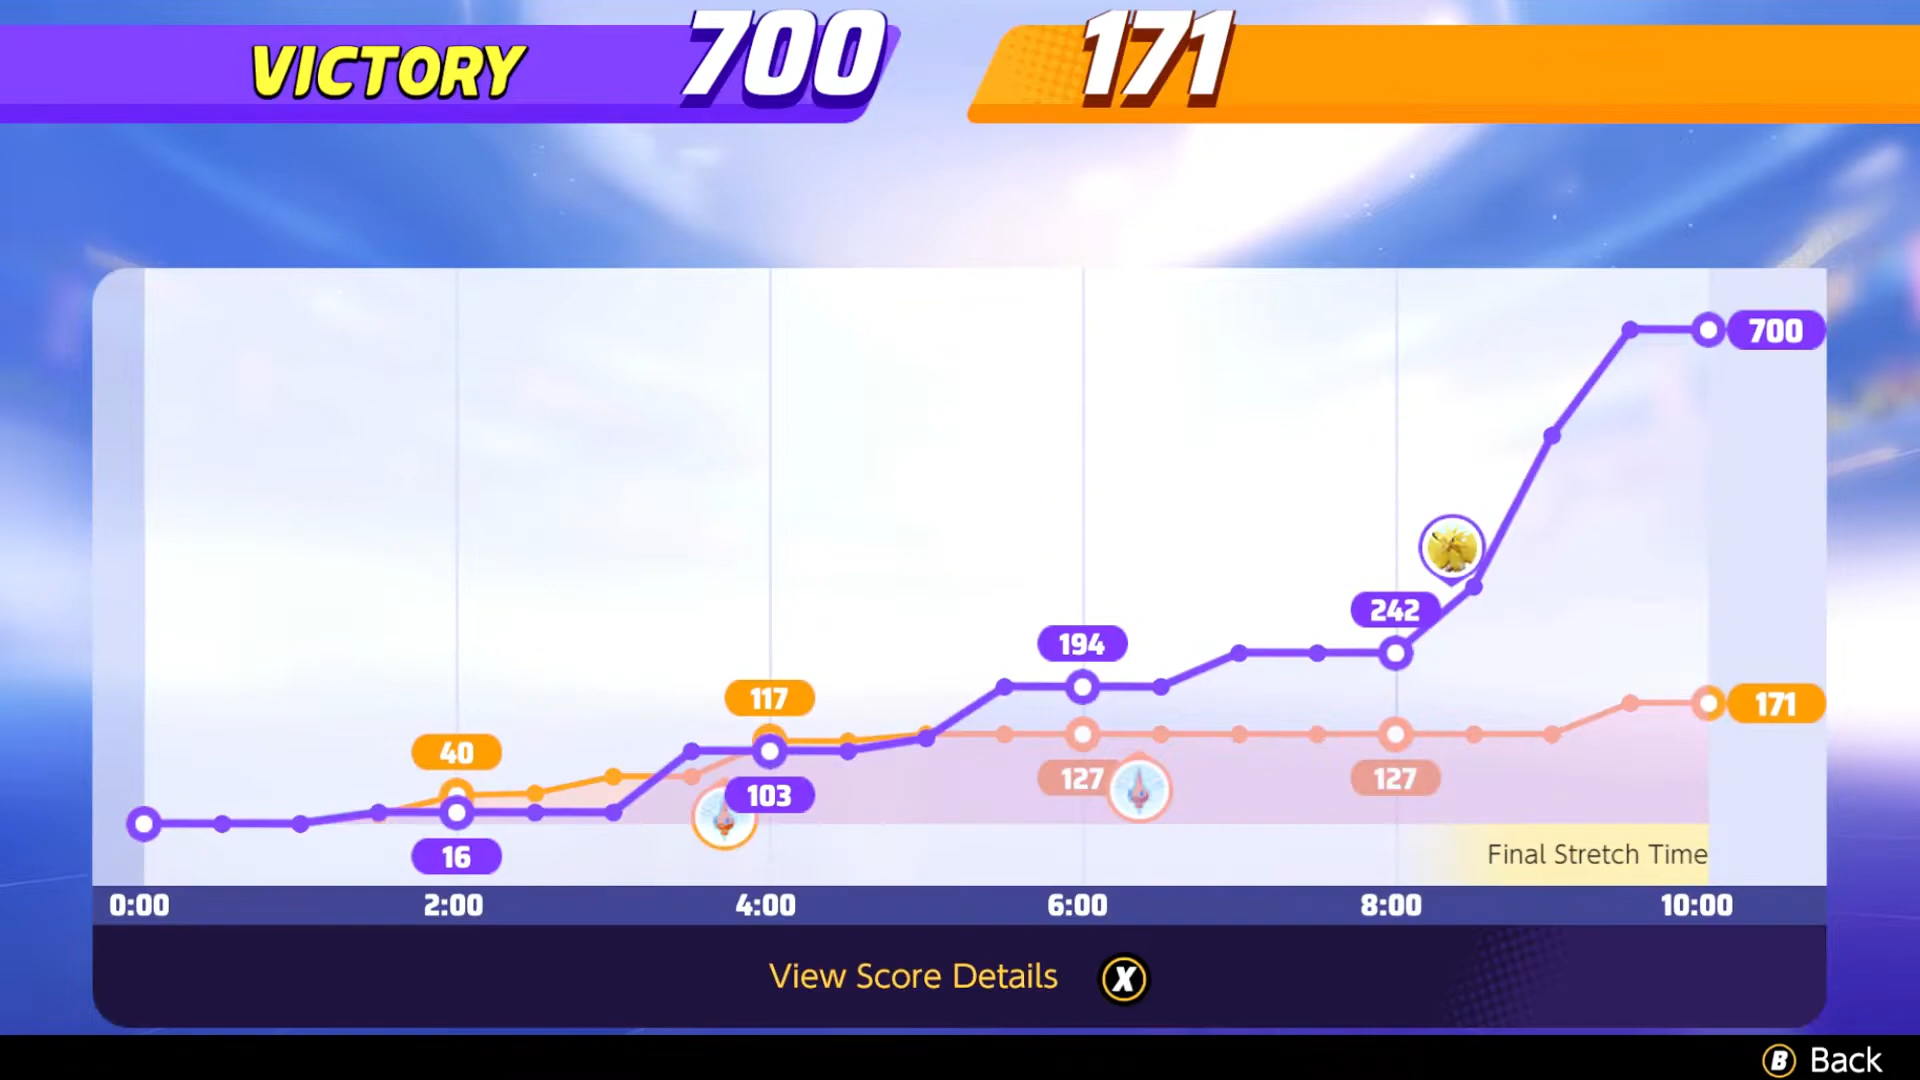 VICTORY 700 171
700
242
194
171
117
40
127 127
103
16
Final Stretch Time
0:00 2:00 4:00 6:00 8:00 10:00
View Score Details X
B Back